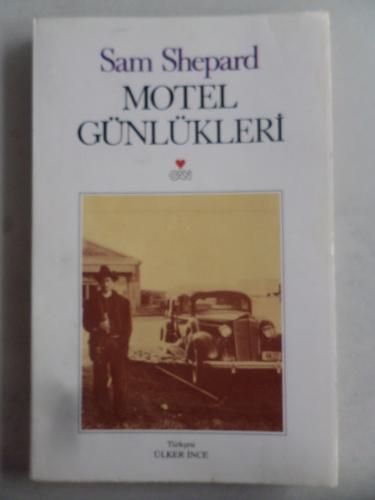 Sam Shepard
MOTEL
GÜNLÜKLERİ
Türkçesi
ÜLKER İNCE